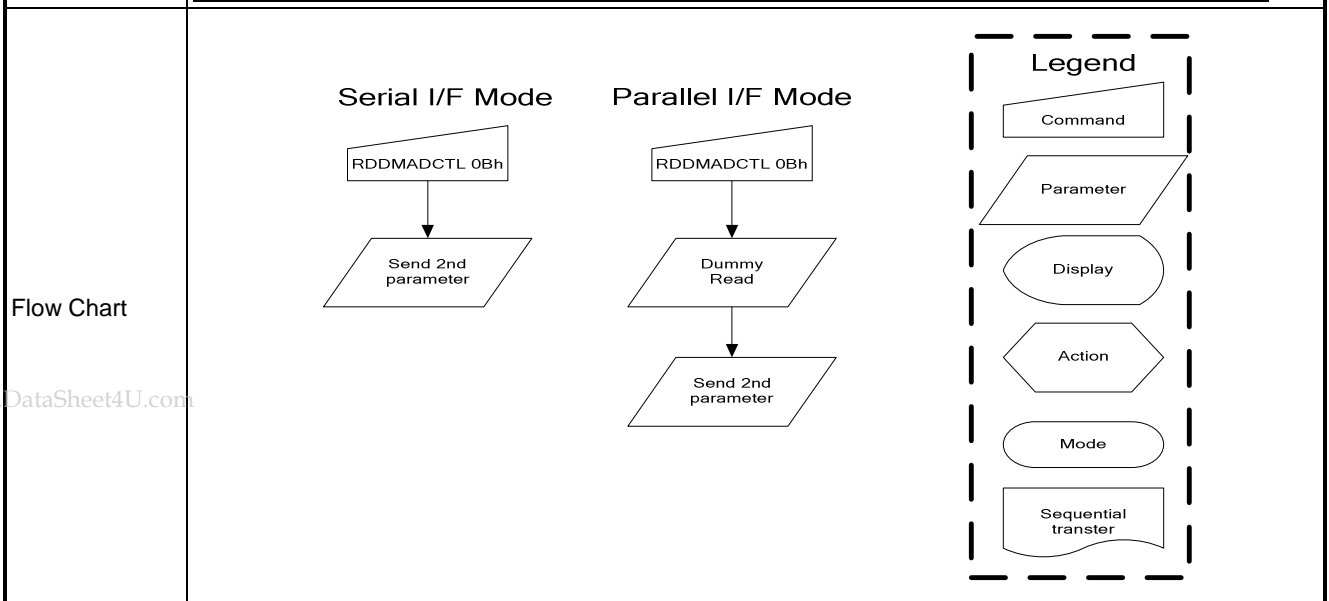 Flow Chart
DataSheet4U.com
Serial I/F Mode
RDDMADCTL 0Bh
Send 2nd
parameter
Parallel I/F Mode
RDDMADCTL 0Bh
Dummy
Read
Send 2nd
parameter
Legend
Command
Parameter
Display
Action
Mode
Sequential
transter